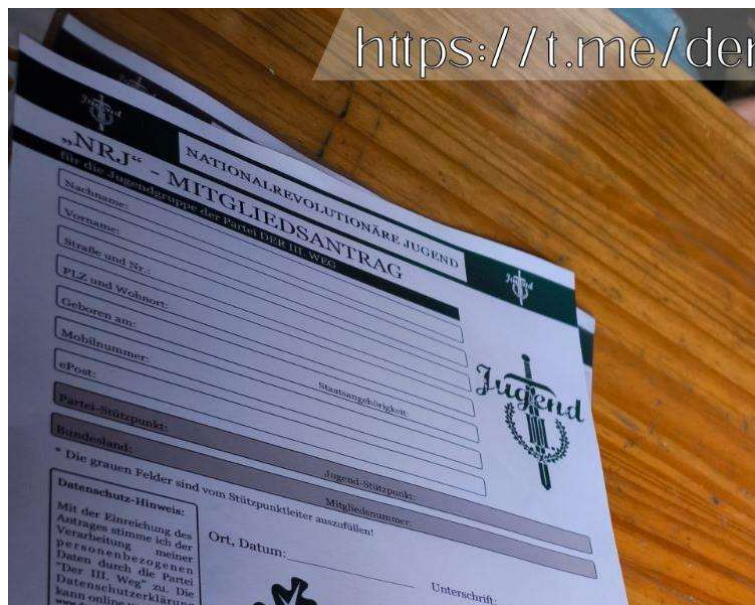 https://t.me/der
Jugend
NATIONALREVOLUTIONÄRE JUGEND
Jugend
„NRJ“ - MITGLIEDSANTRAG
für die Jugendgruppe der Partei DER III. WEG
Nachname:
Vorname:
Straße und Nr.:
PLZ und Wohnort:
Geboren am:
Staatsangehörigkeit:
Mobilnummer:
ePost:
Jugend
Partei-Stützpunkt:
Jugend-Stützpunkt:
Bundesland:
Mitgliedsnummer:
* Die grauen Felder sind vom Stützpunktleiter auszufüllen!
Datenschutz-Hinweis:
Mit der Einreichung des
Antrages stimme ich der
Verarbeitung meiner
personenbezogenen
Daten durch die Partei
"Der III. Weg" zu. Die
Datenschutzerklärung
kann online
Ort, Datum:
Unterschrift: